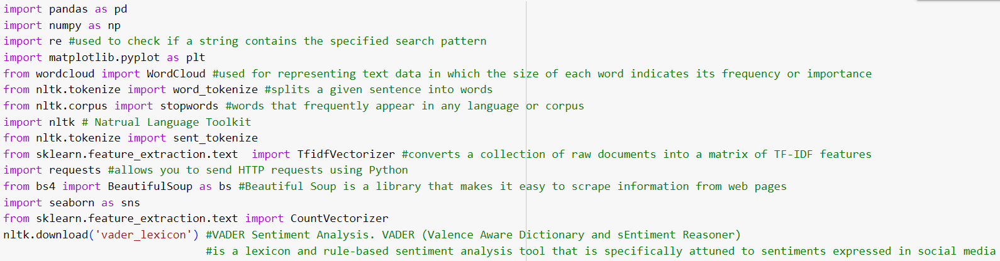 import pandas as pd
import numpy as np
import re #used to check if a string contains the specified search pattern
import matplotlib.pyplot as plt
from wordcloud import WordCloud #used for representing text data in which the size of each word indicates its frequency or importance
from nltk.tokenize import word_tokenize #splits a given sentence into words
from nltk.corpus import stopwords #words that frequently appear in any language or corpus
import nltk # Natrual Language Toolkit
from nltk.tokenize import sent_tokenize
from sklearn.feature_extraction.text  import TfidfVectorizer #converts a collection of raw documents into a matrix of TF-IDF features
import requests #allows you to send HTTP requests using Python
from bs4 import BeautifulSoup as bs #Beautiful Soup is a library that makes it easy to scrape information from web pages
import seaborn as sns
from sklearn.feature_extraction.text import CountVectorizer
nltk.download('vader_lexicon') #VADER Sentiment Analysis. VADER (Valence Aware Dictionary and sEntiment Reasoner)
#is a lexicon and rule-based sentiment analysis tool that is specifically attuned to sentiments expressed in social media